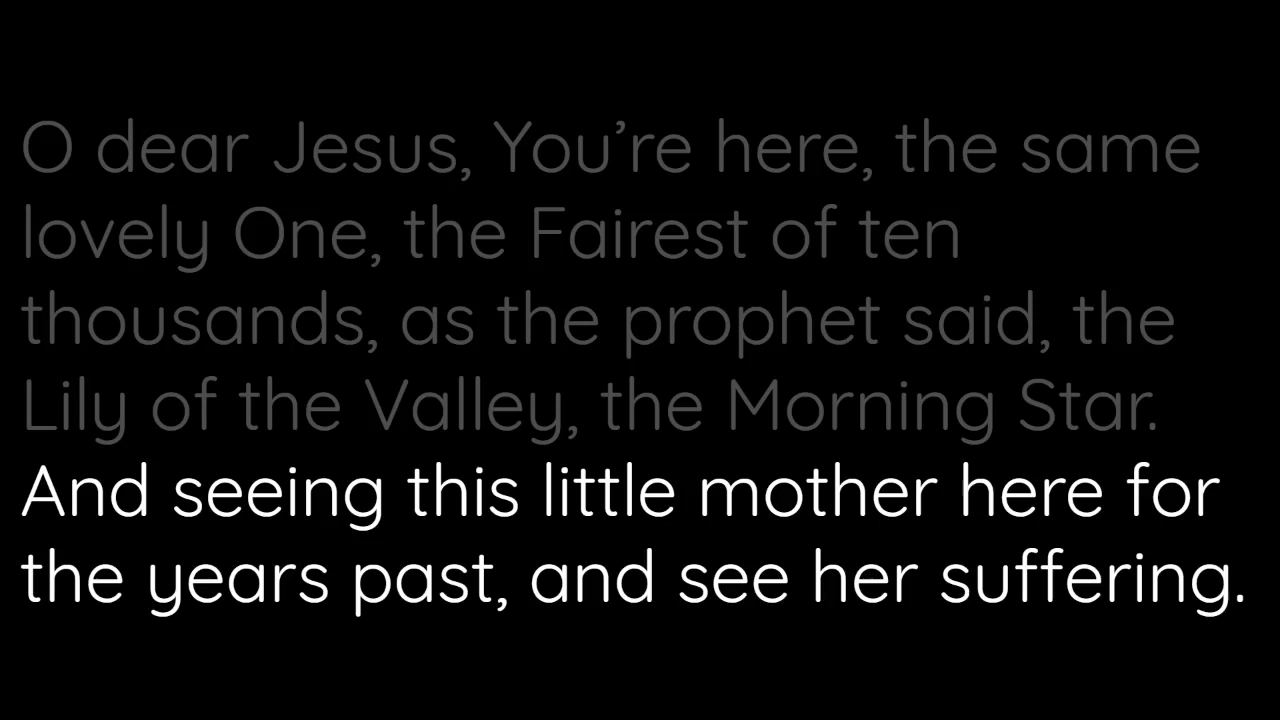 O dear Jesus, You’re here, the same
lovely One, the Fairest of ten
thousands, as the prophet said, the
Lily of the Valley, the Morning Star.
And seeing this little mother here for
the years past, and see her suffering.